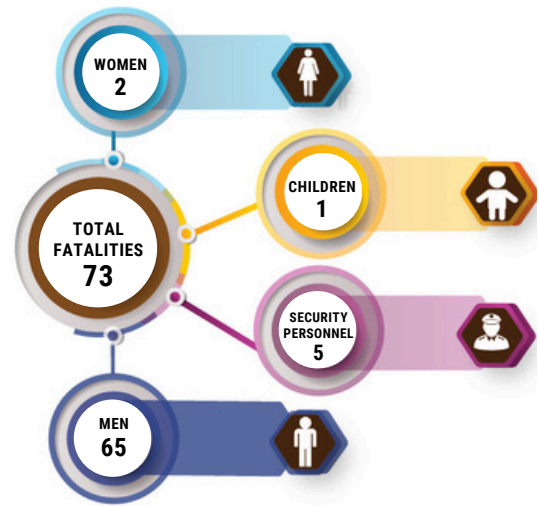 WOMEN
2
CHILDREN
1
TOTAL
FATALITIES
73
SECURITY
PERSONNEL
5
MEN
65